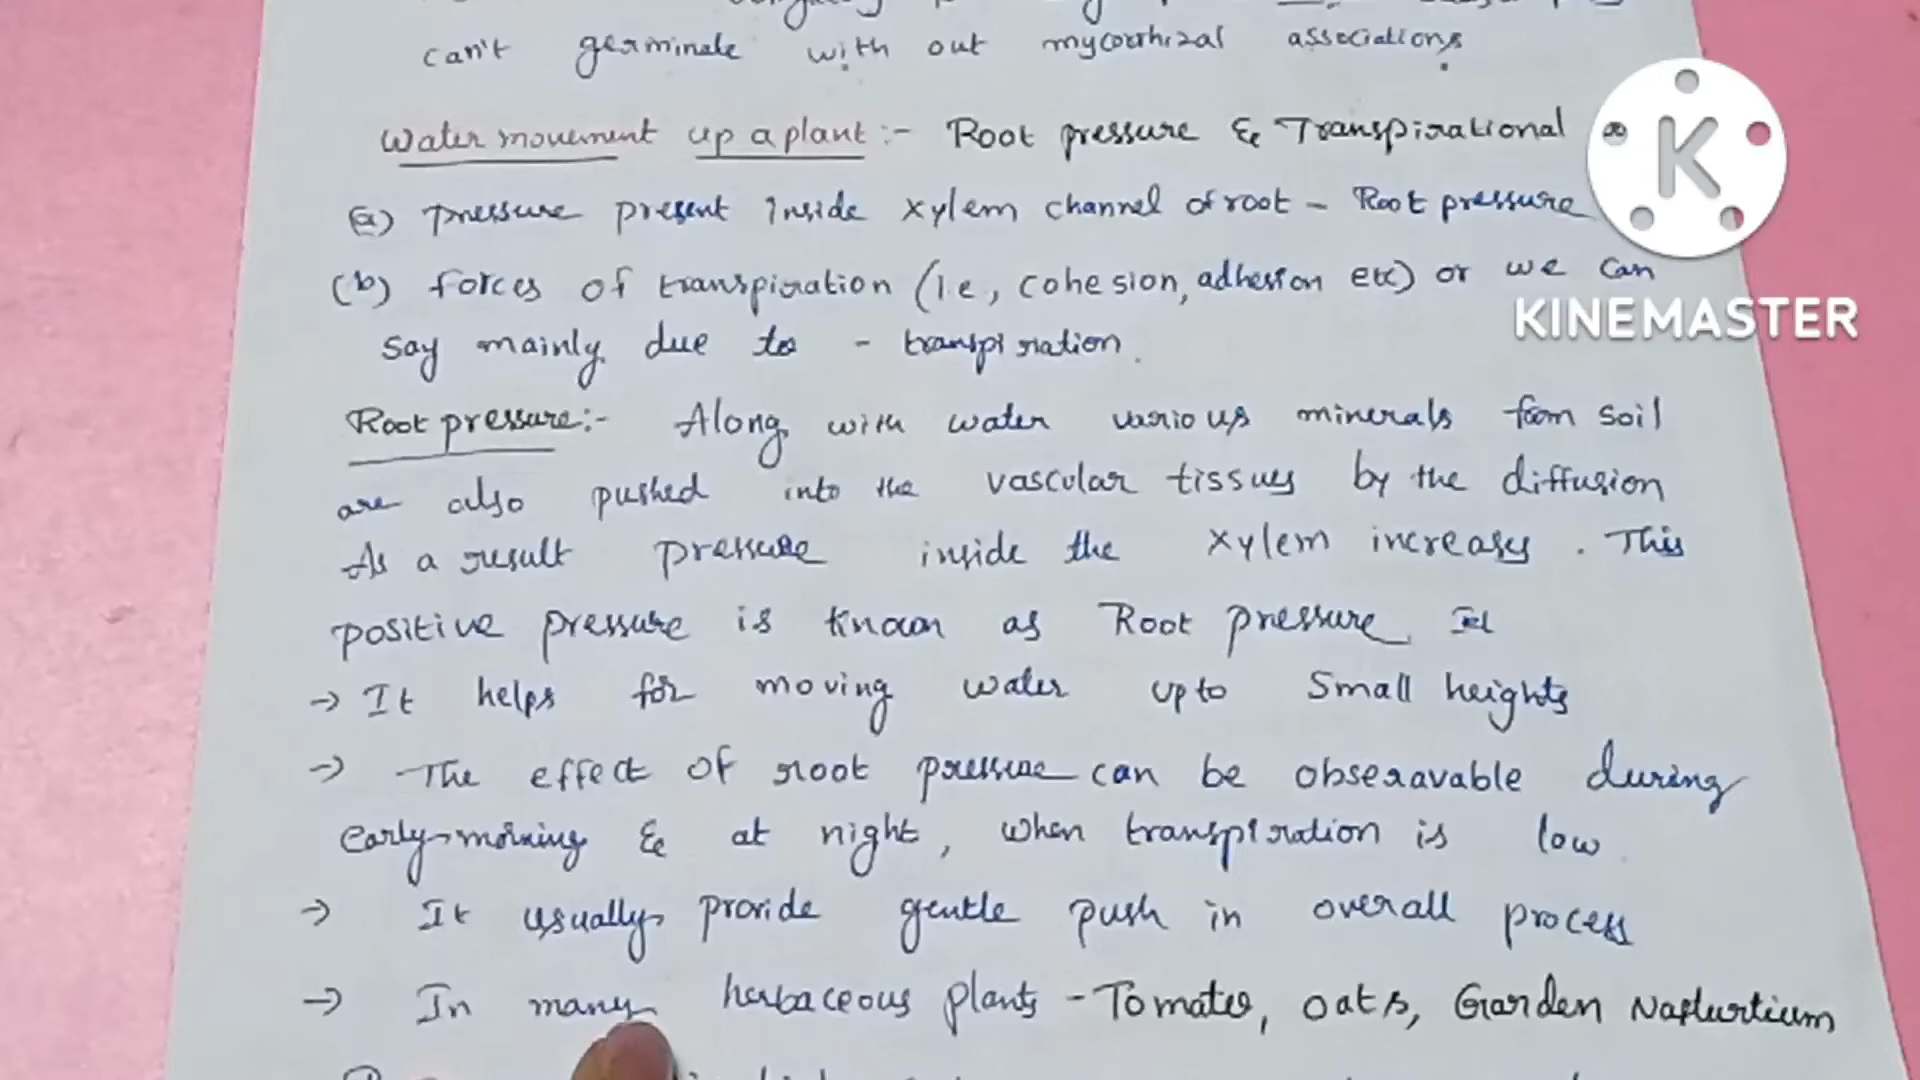 can't germinate with out mycorrhizal associations.
Water movement up a plant :- Root pressure & Transpirational
(a) pressure present inside xylem channel of root - Root pressure
(b) forces of transpiration (i.e, cohesion, adhesion etc) or we can
say mainly due to - transpiration.
Root pressure:- Along with water various minerals from soil
are also pushed into the vascular tissues by the diffusion
As a result pressure inside the xylem increases. This
positive pressure is known as Root pressure.
→ It helps for moving water upto small heights
→ The effect of root pressure can be obseravable during
early-morning & at night, when transpiration is low.
→ It usually provide gentle push in overall process
→ In many herbaceous plants - Tomato, oats, Garden Nasturtium
K
KINEMASTER